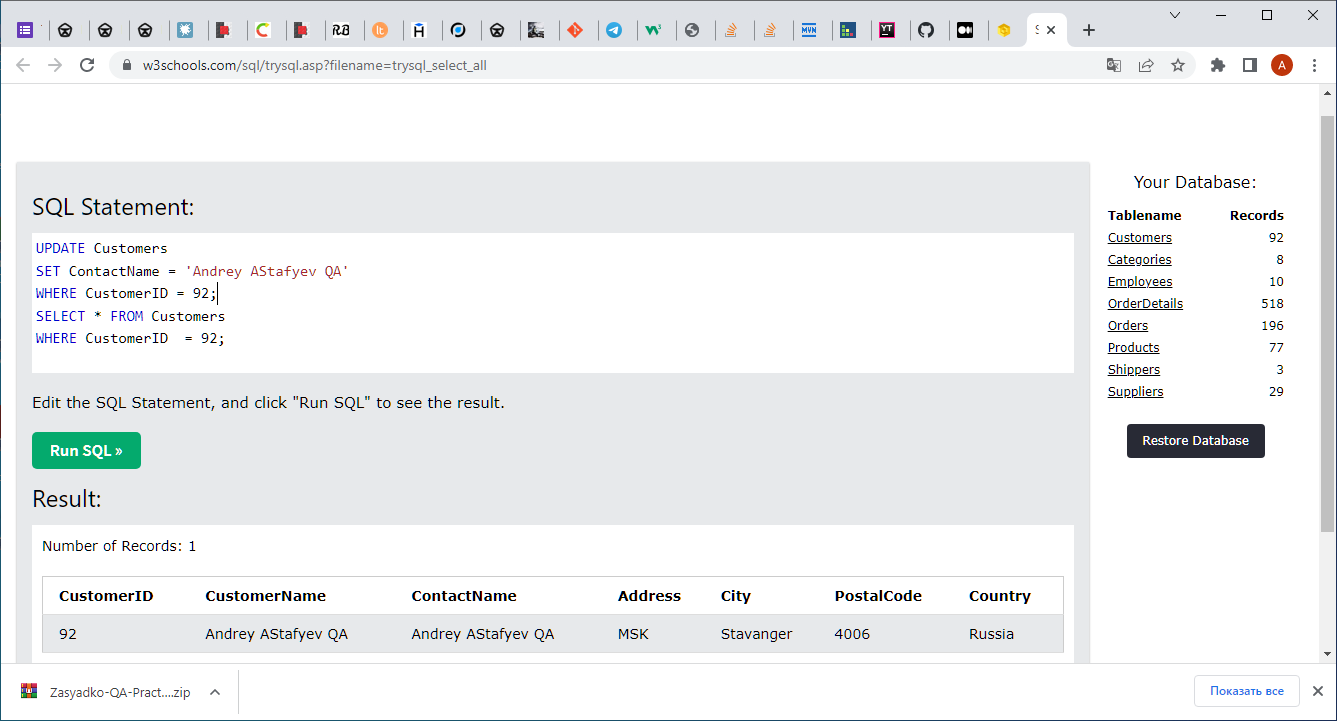 w3schools.com/sql/trysql.asp?filename=trysql_select_all
A
SQL Statement:
UPDATE Customers
SET ContactName = 'Andrey AStafyev QA'
WHERE CustomerID = 92;
SELECT * FROM Customers
WHERE CustomerID  = 92;
Edit the SQL Statement, and click "Run SQL" to see the result.
Run SQL »
Result:
Number of Records: 1
CustomerID CustomerName ContactName Address City PostalCode Country
92 Andrey AStafyev QA Andrey AStafyev QA MSK Stavanger 4006 Russia
Your Database:
Tablename Records
Customers 92
Categories 8
Employees 10
OrderDetails 518
Orders 196
Products 77
Shippers 3
Suppliers 29
Restore Database
Zasyadko-QA-Pract....zip
Показать все